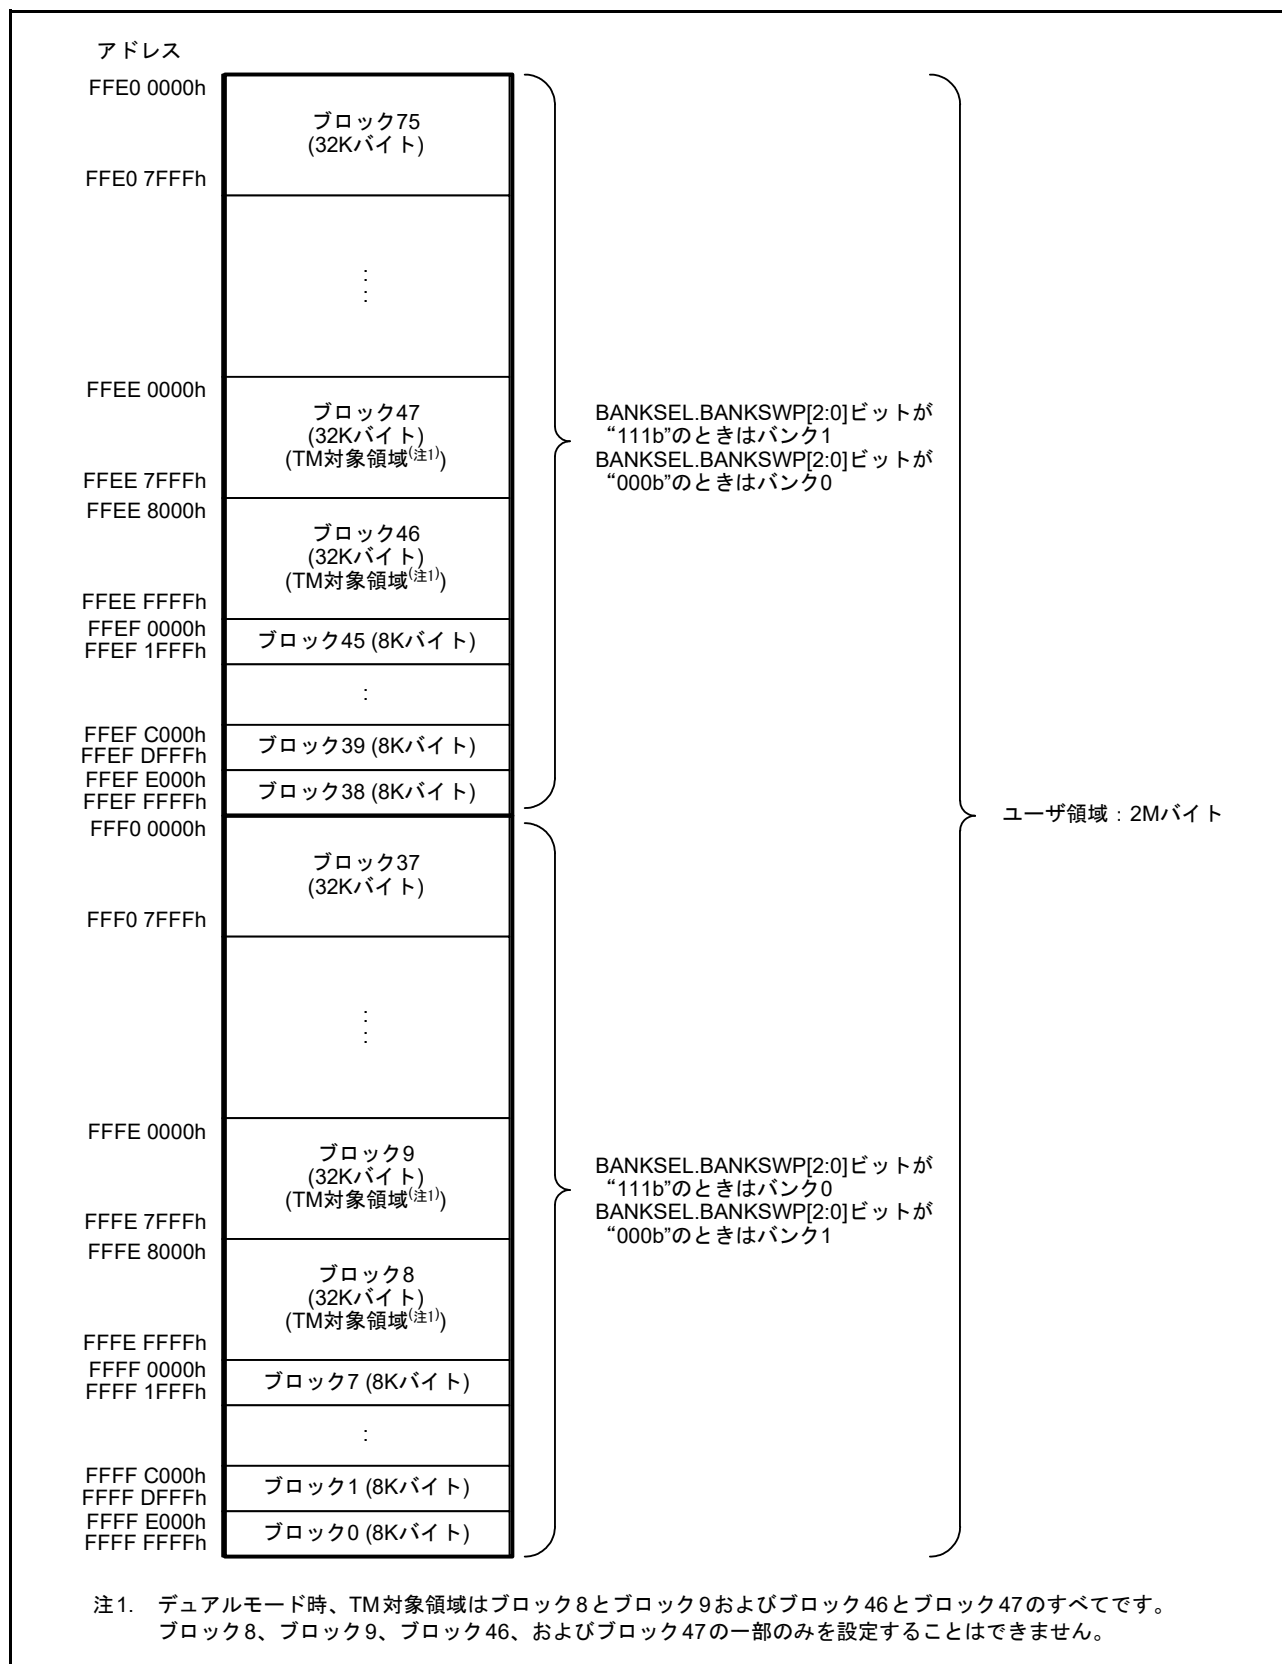 アドレス
FFE0 0000h
ブロック75
(32Kバイト)
FFE0 7FFFh
:
:
FFEE 0000h
ブロック47
(32Kバイト)
(TM対象領域(注1))
FFEE 7FFFh
FFEE 8000h
ブロック46
(32Kバイト)
(TM対象領域(注1))
FFEE FFFFh
FFEF 0000h
FFEF 1FFFh
ブロック45 (8Kバイト)
:
FFEF C000h
FFEF DFFFh
ブロック39 (8Kバイト)
FFEF E000h
FFEF FFFFh
ブロック38 (8Kバイト)
BANKSEL.BANKSWP[2:0]ビットが
“111b”のときはバンク1
BANKSEL.BANKSWP[2:0]ビットが
“000b”のときはバンク0
ユーザ領域：2Mバイト
FFF0 0000h
ブロック37
(32Kバイト)
FFF0 7FFFh
:
:
FFFE 0000h
ブロック9
(32Kバイト)
(TM対象領域(注1))
FFFE 7FFFh
FFFE 8000h
ブロック8
(32Kバイト)
(TM対象領域(注1))
FFFE FFFFh
FFFF 0000h
FFFF 1FFFh
ブロック7 (8Kバイト)
:
FFFF C000h
FFFF DFFFh
ブロック1 (8Kバイト)
FFFF E000h
FFFF FFFFh
ブロック0 (8Kバイト)
BANKSEL.BANKSWP[2:0]ビットが
“111b”のときはバンク0
BANKSEL.BANKSWP[2:0]ビットが
“000b”のときはバンク1
注1. デュアルモード時、TM対象領域はブロック8とブロック9およびブロック46とブロック47のすべてです。
ブロック8、ブロック9、ブロック46、およびブロック47の一部のみを設定することはできません。